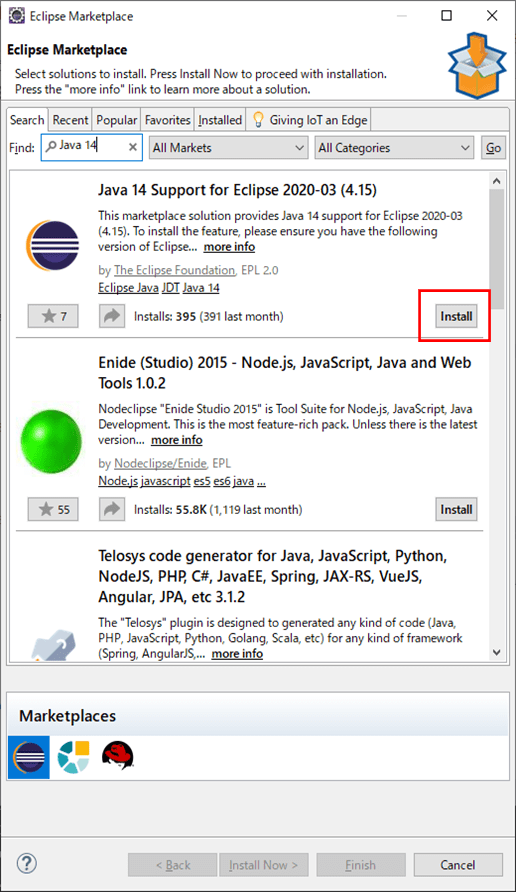 Eclipse Marketplace
Eclipse Marketplace
Select solutions to install. Press Install Now to proceed with installation.
Press the "more info" link to learn more about a solution.
Search Recent Popular Favorites Installed Giving IoT an Edge
Find: Java 14 All Markets All Categories Go
Java 14 Support for Eclipse 2020-03 (4.15)
This marketplace solution provides Java 14 support for Eclipse 2020-03
(4.15). To install the feature, please ensure you have the following
version of Eclipse... more info
by The Eclipse Foundation, EPL 2.0
Eclipse Java JDT Java 14
7 Installs: 395 (391 last month) Install
Enide (Studio) 2015 - Node.js, JavaScript, Java and Web
Tools 1.0.2
Nodeclipse "Enide Studio 2015" is Tool Suite for Node.js, JavaScript, Java
Development. This is the most feature-rich pack. Unless there is the latest
version... more info
by Nodeclipse/Enide, EPL
Node.js javascript es5 es6 java ...
55 Installs: 55.8K (1,119 last month) Install
Telosys code generator for Java, JavaScript, Python,
NodeJS, PHP, C#, JavaEE, Spring, JAX-RS, VueJS,
Angular, JPA, etc 3.1.2
The "Telosys" plugin is designed to generated any kind of code (Java,
PHP, JavaScript, Python, Golang, Scala, etc) for any kind of framework
(Spring, AngularJS,... more info
Marketplaces
? < Back Install Now > Finish Cancel